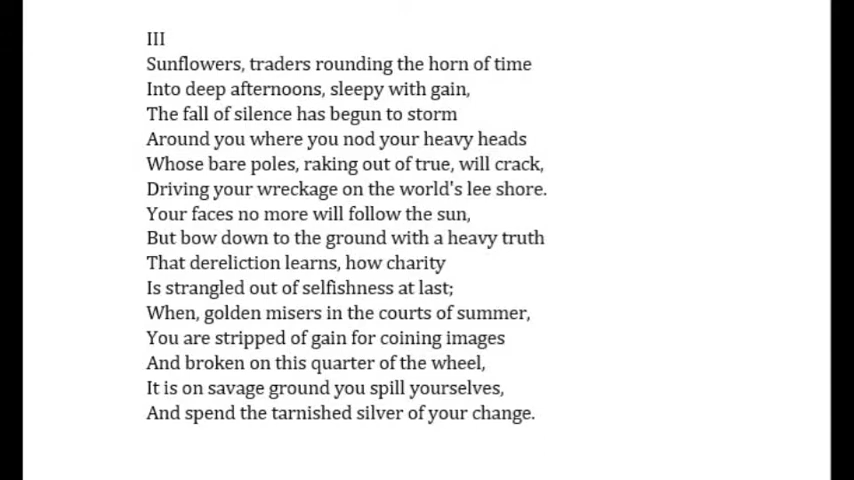 III
Sunflowers, traders rounding the horn of time
Into deep afternoons, sleepy with gain,
The fall of silence has begun to storm
Around you where you nod your heavy heads
Whose bare poles, raking out of true, will crack,
Driving your wreckage on the world's lee shore.
Your faces no more will follow the sun,
But bow down to the ground with a heavy truth
That dereliction learns, how charity
Is strangled out of selfishness at last;
When, golden misers in the courts of summer,
You are stripped of gain for coining images
And broken on this quarter of the wheel,
It is on savage ground you spill yourselves,
And spend the tarnished silver of your change.